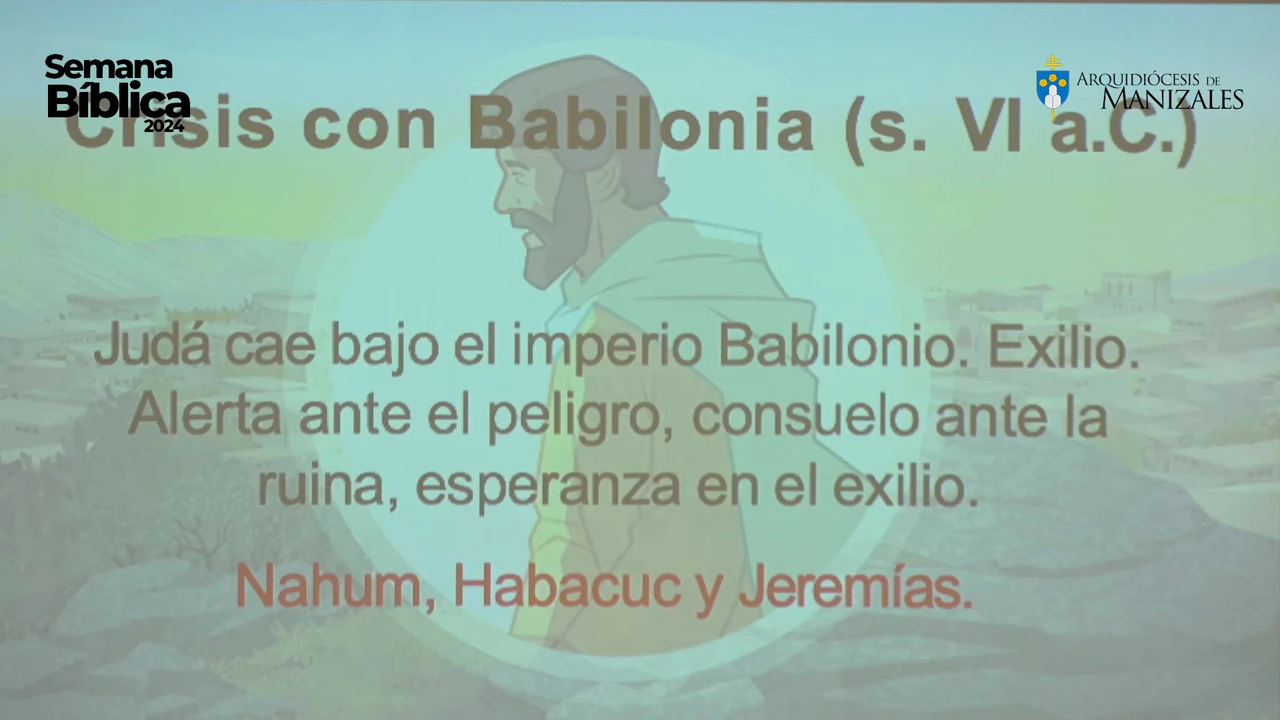 Semana
Bíblica
2024
ARQUIDIÓCESIS DE
MANIZALES
Crisis con Babilonia (s. VI a.C.)
Judá cae bajo el imperio Babilonio. Exilio.
Alerta ante el peligro, consuelo ante la
ruina, esperanza en el exilio.
Nahum, Habacuc y Jeremías.